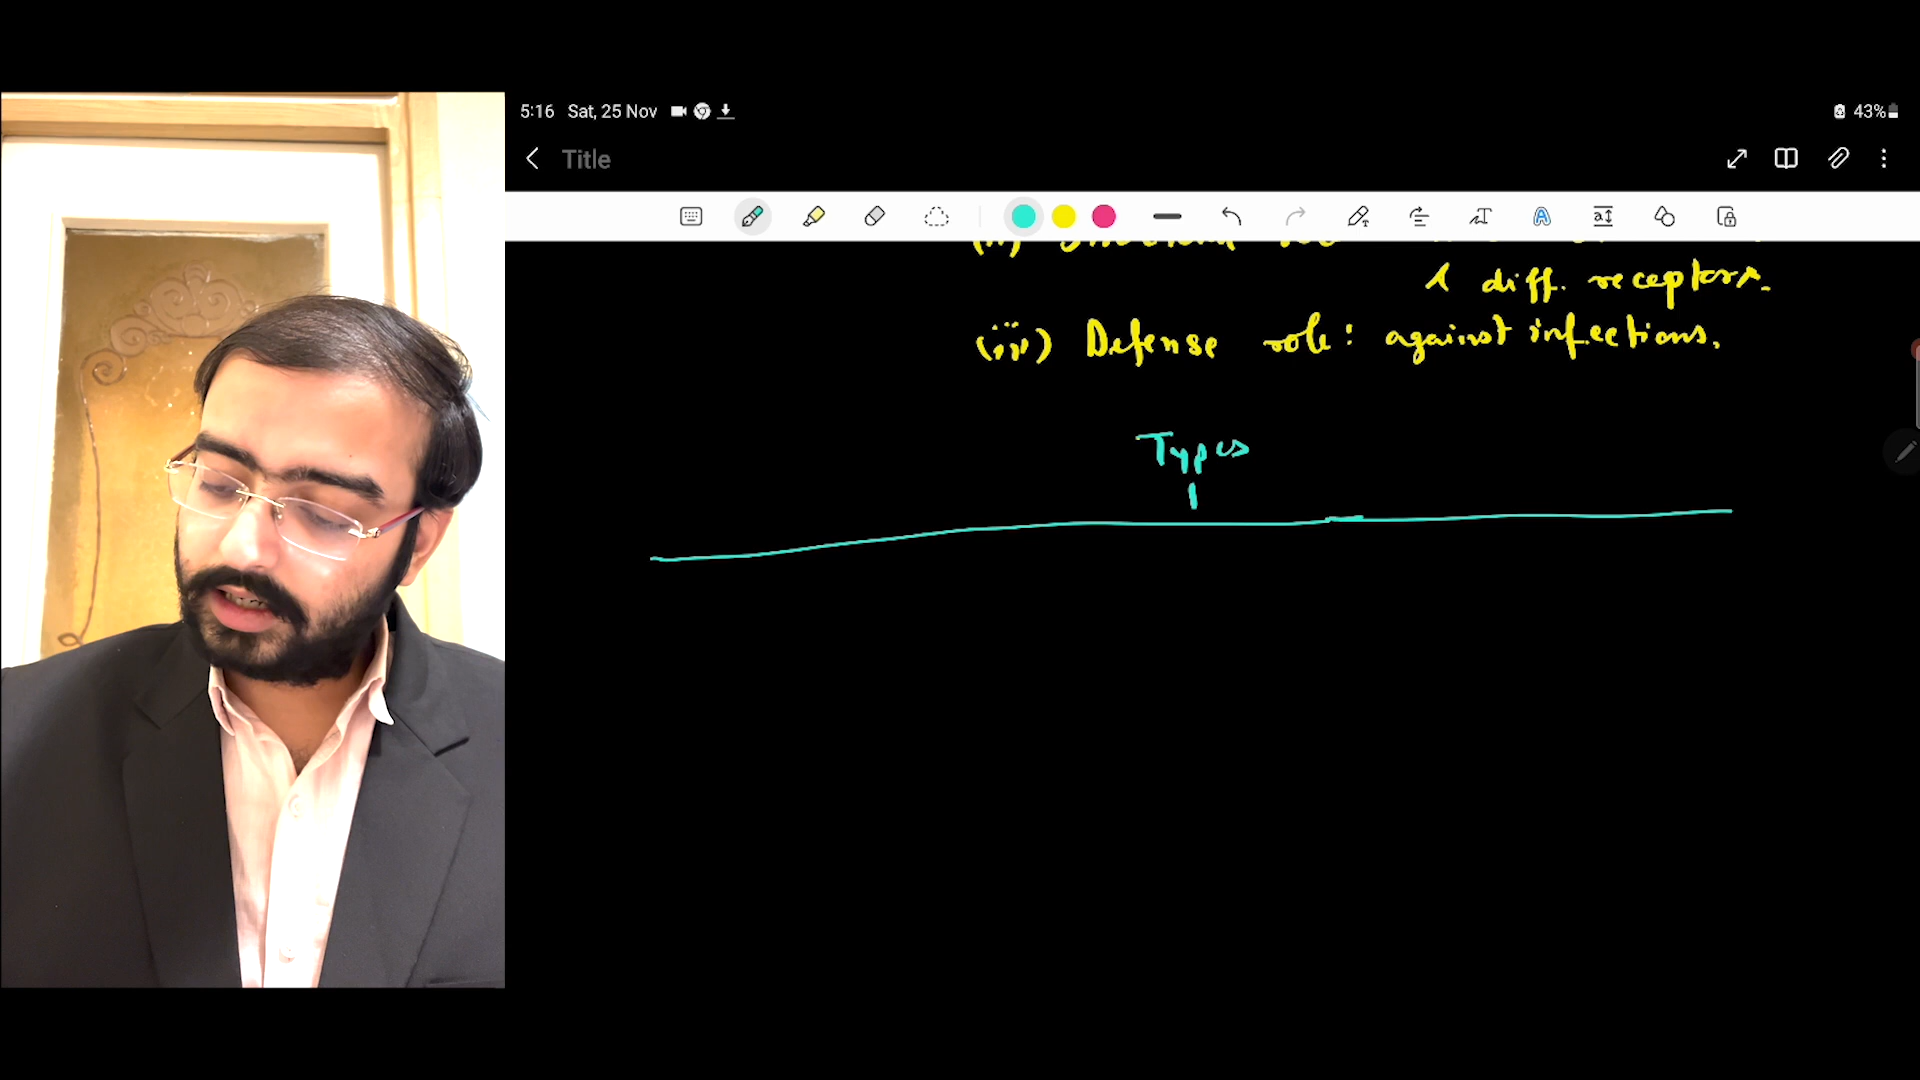 5:16 Sat, 25 Nov
43%
Title
& diff. receptors.
(iii) Defense role: against infections.
Types